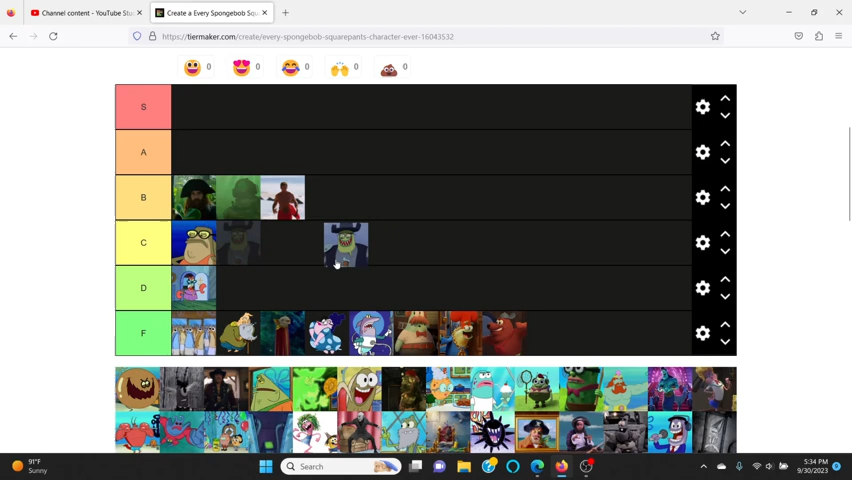 Channel content - YouTube Stu
Create a Every Spongebob Squ
https://tiermaker.com/create/every-spongebob-squarepants-character-ever-16043532
0
0
0
0
0
S
A
B
C
D
F
91°F
Sunny
Search
5:34 PM
9/30/2023